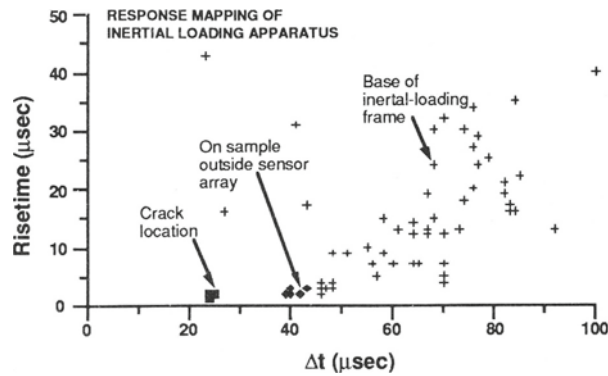 RESPONSE MAPPING OF
INERTIAL LOADING APPARATUS
50
40
30
20
10
0
Risetime (μsec)
Base of
inertal-loading
frame
On sample
outside sensor
array
Crack
location
0
20
40
60
80
100
Δt (μsec)